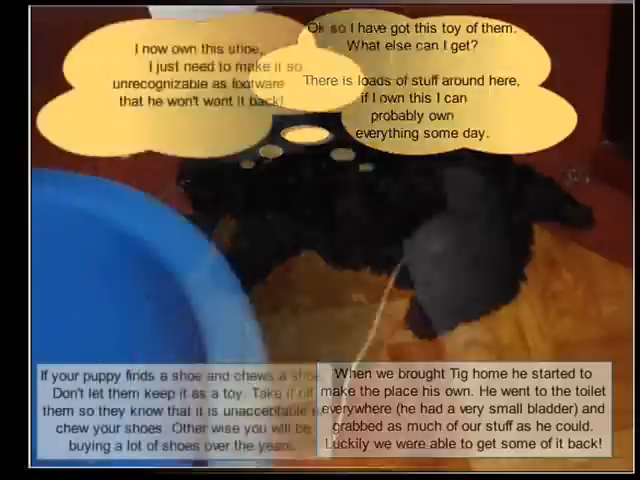 I now own this shoe,
I just need to make it so
unrecognizable as footware
that he won't want it back!
Ok so I have got this toy of them.
What else can I get?
There is loads of stuff around here,
if I own this I can
probably own
everything some day.
If your puppy finds a shoe and chews a shoe
Don't let them keep it as a toy. Take it off
them so they know that it is unacceptable
chew your shoes. Other wise you will be
buying a lot of shoes over the years.
When we brought Tig home he started to
make the place his own. He went to the toilet
everywhere (he had a very small bladder) and
grabbed as much of our stuff as he could.
Luckily we were able to get some of it back!